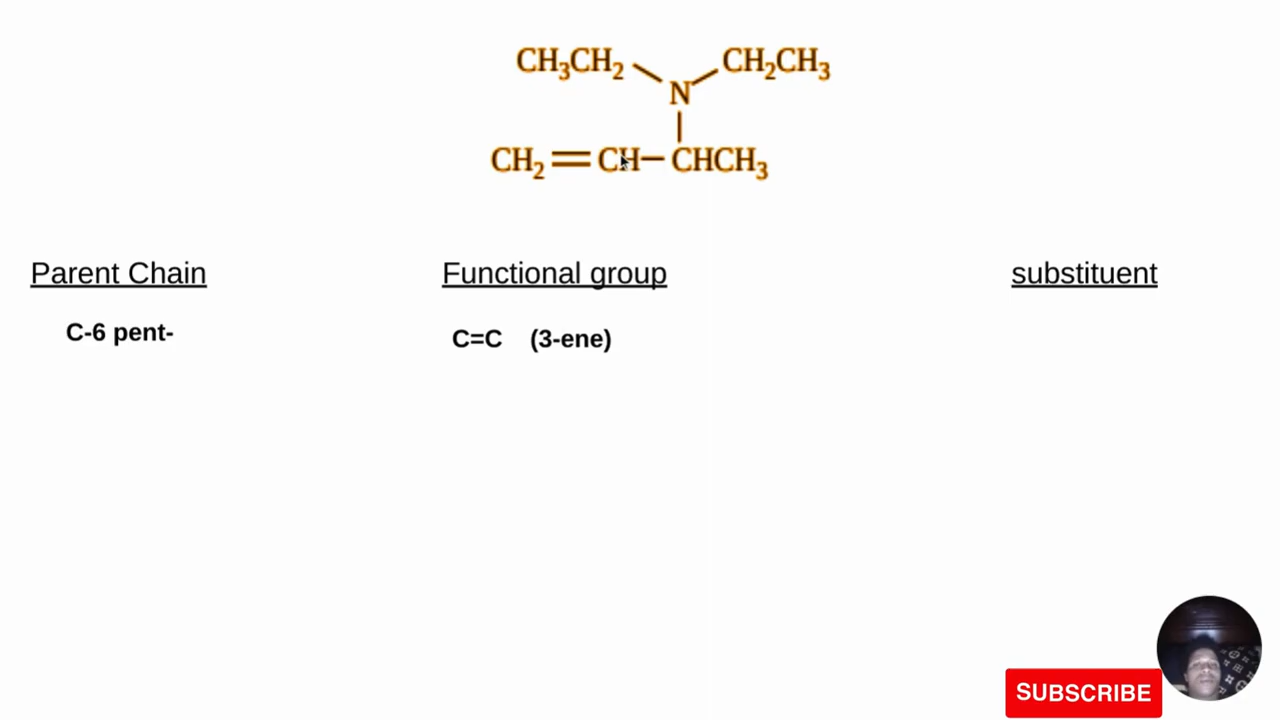 CH₃CH₂ CH₂CH₃
N
CH₂=CH-CHCH₃
Parent Chain Functional group substituent
C-6 pent- C=C (3-ene)
SUBSCRIBE